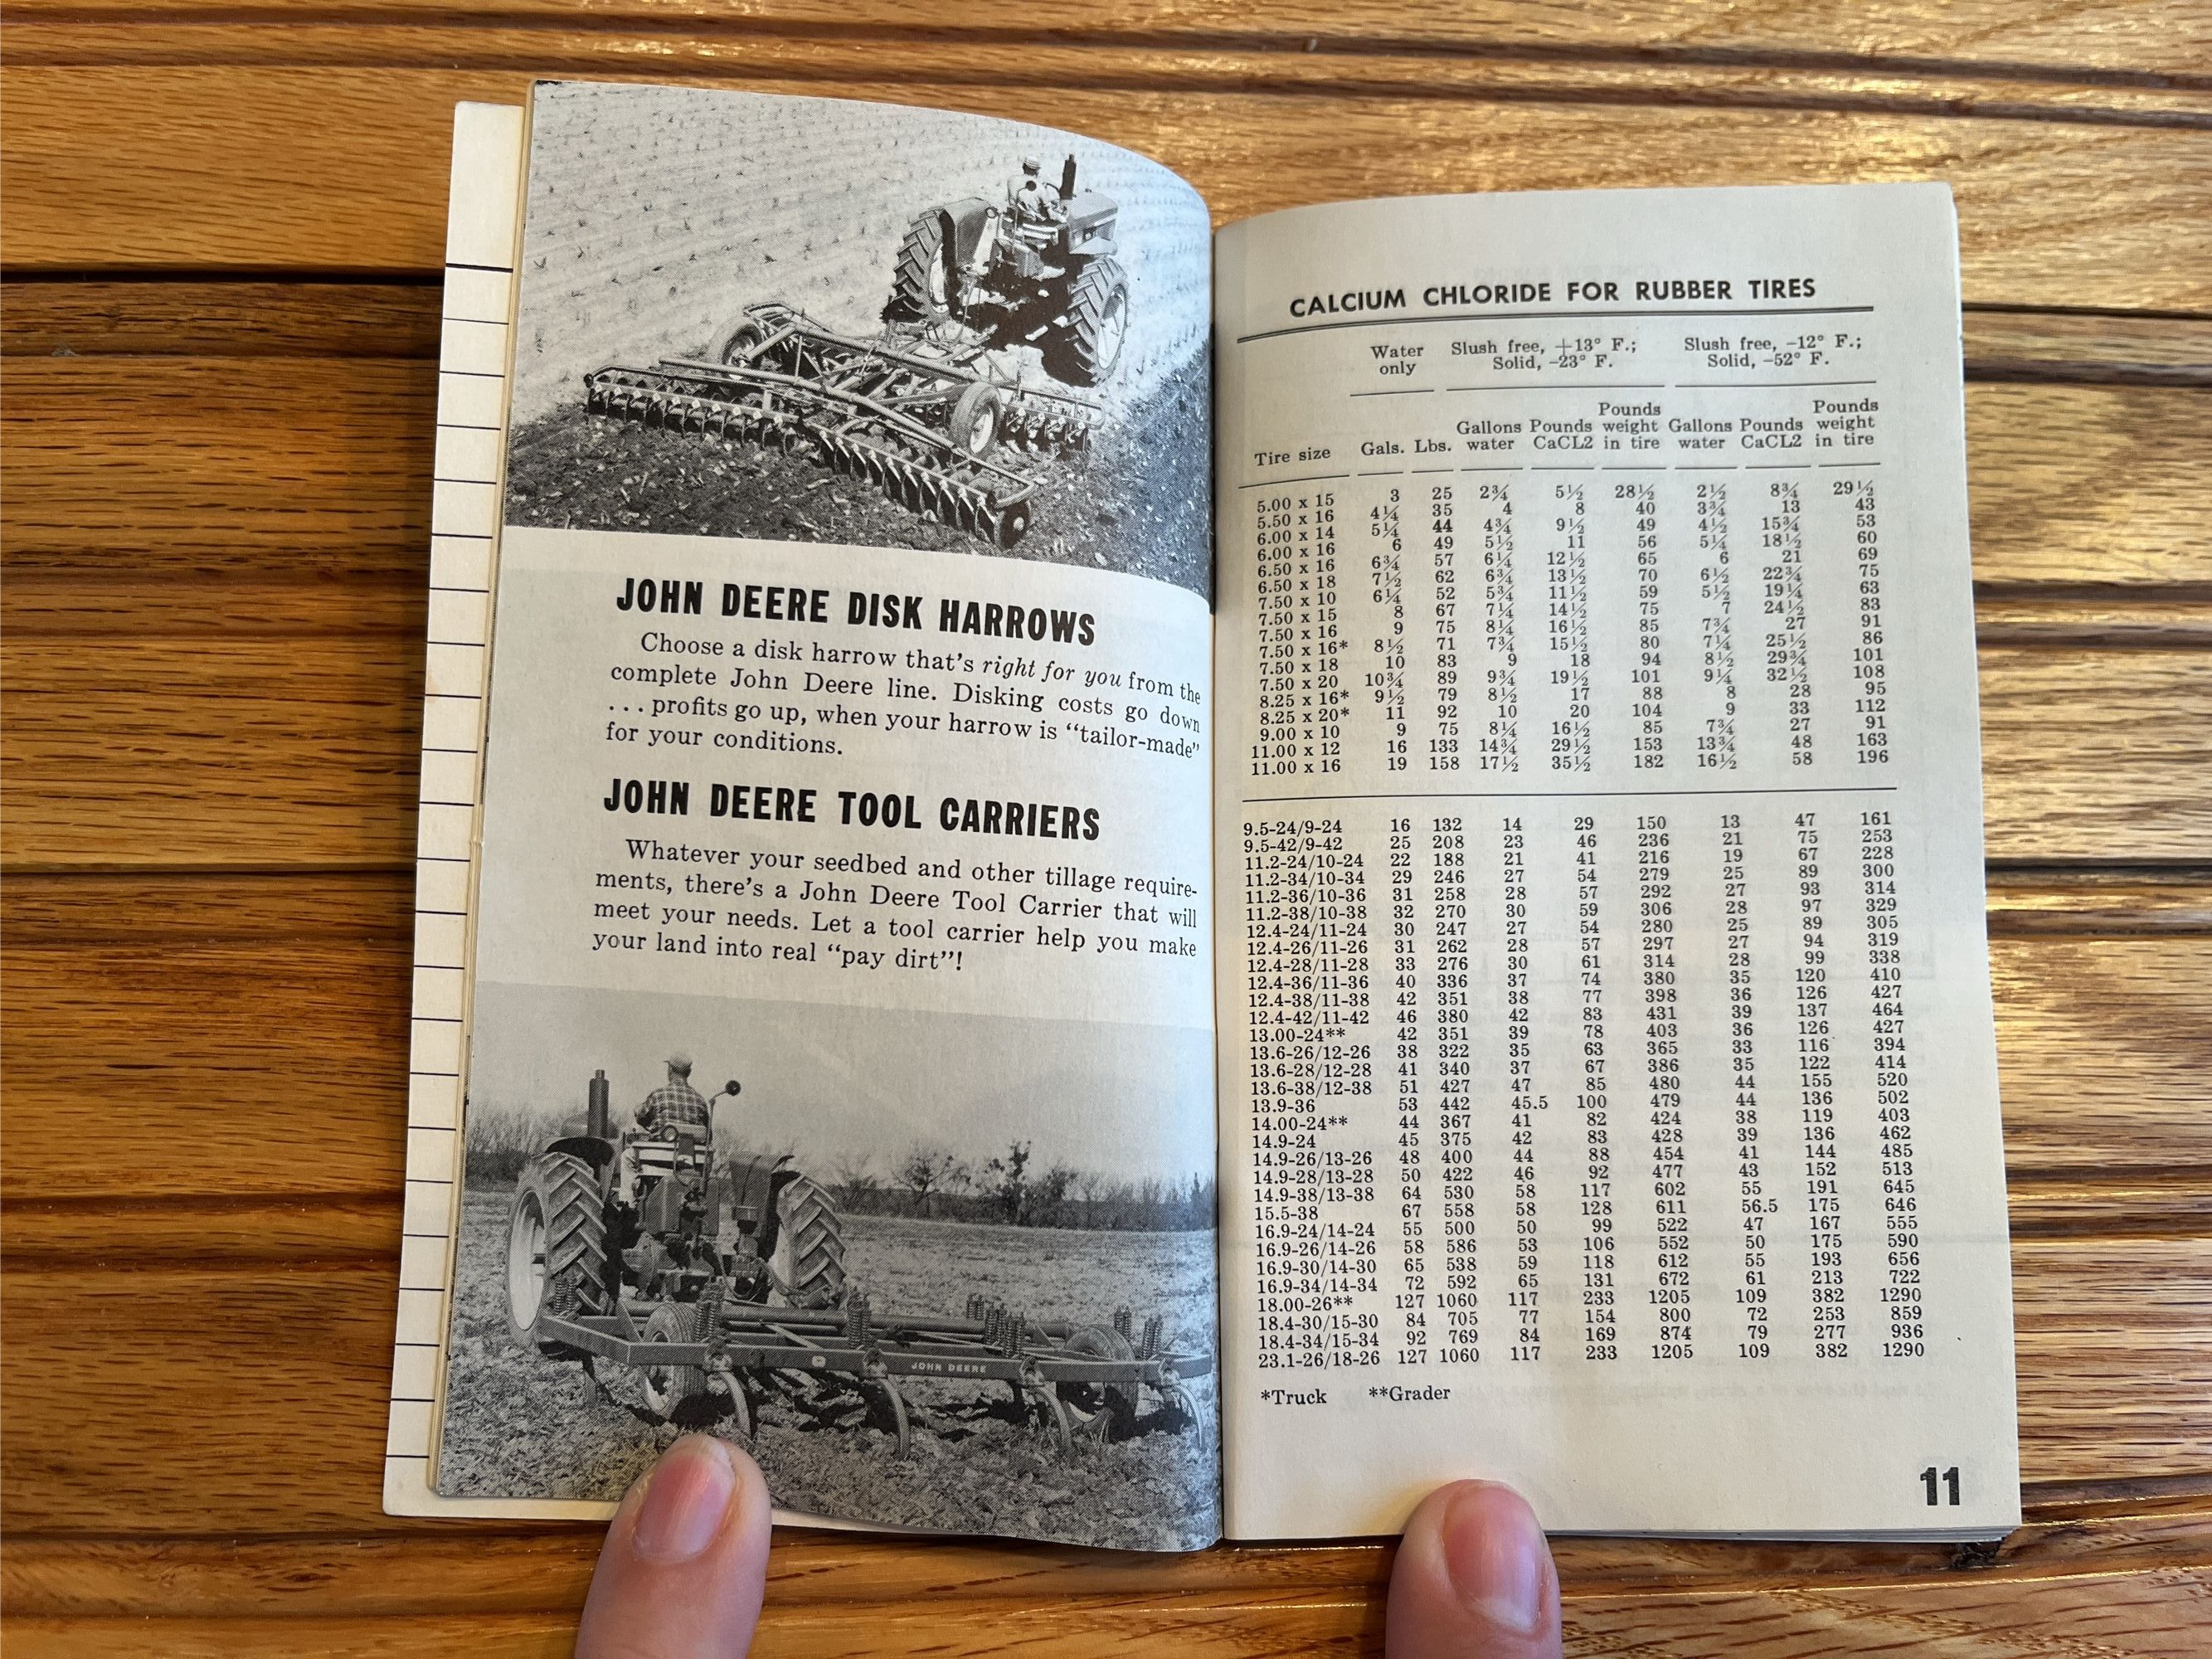 JOHN DEERE DISK HARROWS
Choose a disk harrow that's right for you from the
complete John Deere line. Disking costs go down
. . . profits go up, when your harrow is "tailor-made"
for your conditions.
JOHN DEERE TOOL CARRIERS
Whatever your seedbed and other tillage require-
ments, there's a John Deere Tool Carrier that will
meet your needs. Let a tool carrier help you make
your land into real "pay dirt"!
JOHN DEERE
CALCIUM CHLORIDE FOR RUBBER TIRES
Water only
Slush free, +13° F.; Solid, -23° F.
Slush free, -12° F.; Solid, -52° F.
Tire size Gals. Lbs. Gallons water Pounds CaCL2 Pounds weight in tire Gallons water Pounds CaCL2 Pounds weight in tire
5.00 x 15 3 25 2¾ 5½ 28½ 2½ 8¾ 29½
5.50 x 16 4¼ 35 4 8 40 3¾ 13 43
6.00 x 14 5¼ 44 4¾ 9½ 49 4½ 15¾ 53
6.00 x 16 6 49 5½ 11 56 5¼ 18½ 60
6.50 x 16 6¾ 57 6¼ 12½ 65 6 21 69
6.50 x 18 7½ 62 6¾ 13½ 70 6½ 22¾ 75
7.50 x 10 6¼ 52 5¾ 11½ 59 5½ 19¼ 63
7.50 x 15 8 67 7¼ 14½ 75 7 24½ 83
7.50 x 16 9 75 8¼ 16½ 85 7¾ 27 91
7.50 x 16* 8½ 71 7¾ 15½ 80 7¼ 25½ 86
7.50 x 18 10 83 9 18 94 8½ 29¾ 101
7.50 x 20 10¾ 89 9¾ 19½ 101 9¼ 32½ 108
8.25 x 16* 9½ 79 8½ 17 88 8 28 95
8.25 x 20* 11 92 10 20 104 9 33 112
9.00 x 10 9 75 8¼ 16½ 85 7¾ 27 91
11.00 x 12 16 133 14¾ 29½ 153 13¾ 48 163
11.00 x 16 19 158 17½ 35½ 182 16½ 58 196
9.5-24/9-24 16 132 14 29 150 13 47 161
9.5-42/9-42 25 208 23 46 236 21 75 253
11.2-24/10-24 22 188 21 41 216 19 67 228
11.2-34/10-34 29 246 27 54 279 25 89 300
11.2-36/10-36 31 258 28 57 292 27 93 314
11.2-38/10-38 32 270 30 59 306 28 97 329
12.4-24/11-24 30 247 27 54 280 25 89 305
12.4-26/11-26 31 262 28 57 297 27 94 319
12.4-28/11-28 33 276 30 61 314 28 99 338
12.4-36/11-36 40 336 37 74 380 35 120 410
12.4-38/11-38 42 351 38 77 398 36 126 427
12.4-42/11-42 46 380 42 83 431 39 137 464
13.00-24** 42 351 39 78 403 36 126 427
13.6-26/12-26 38 322 35 63 365 33 116 394
13.6-28/12-28 41 340 37 67 386 35 122 414
13.6-38/12-38 51 427 47 85 480 44 155 520
13.9-36 53 442 45.5 100 479 44 136 502
14.00-24** 44 367 41 82 424 38 119 403
14.9-24 45 375 42 83 428 39 136 462
14.9-26/13-26 48 400 44 88 454 41 144 485
14.9-28/13-28 50 422 46 92 477 43 152 513
14.9-38/13-38 64 530 58 117 602 55 191 645
15.5-38 67 558 58 128 611 56.5 175 646
16.9-24/14-24 55 500 50 99 522 47 167 555
16.9-26/14-26 58 586 53 106 552 50 175 590
16.9-30/14-30 65 538 59 118 612 55 193 656
16.9-34/14-34 72 592 65 131 672 61 213 722
18.00-26** 127 1060 117 233 1205 109 382 1290
18.4-30/15-30 84 705 77 154 800 72 253 859
18.4-34/15-34 92 769 84 169 874 79 277 936
23.1-26/18-26 127 1060 117 233 1205 109 382 1290
*Truck **Grader
11